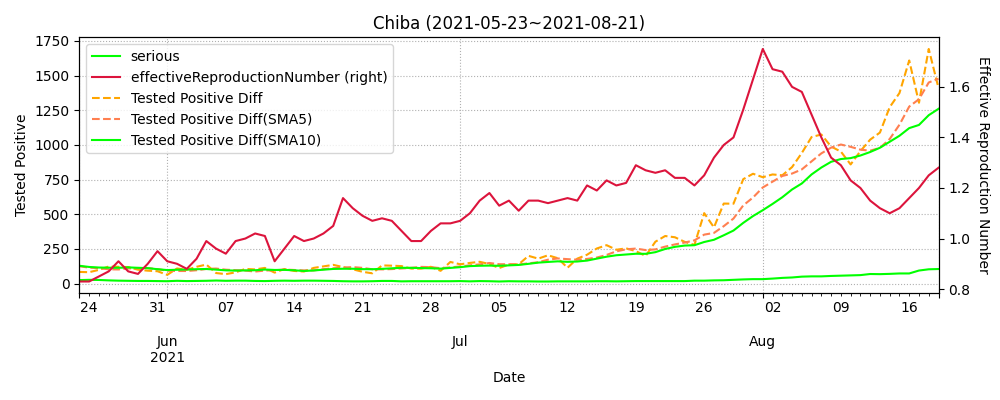 Chiba (2021-05-23~2021-08-21)
serious
effectiveReproductionNumber (right)
Tested Positive Diff
Tested Positive Diff(SMA5)
Tested Positive Diff(SMA10)
Tested Positive
1750
1500
1250
1000
750
500
250
0
Effective Reproduction Number
1.6
1.4
1.2
1.0
0.8
24 31 07 14 21 28 05 12 19 26 02 09 16
Jun Jul Aug
2021
Date